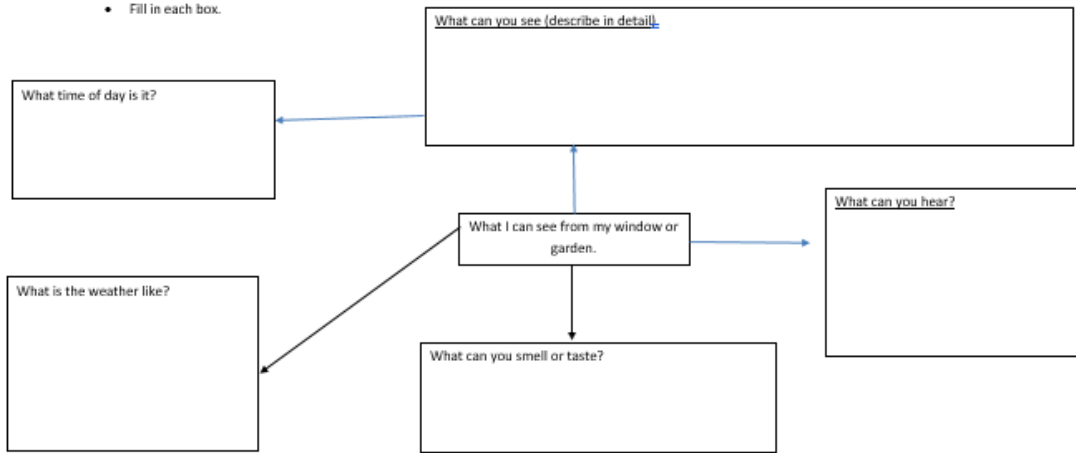 • Fill in each box.
What can you see (describe in detail).
What time of day is it?
What can you hear?
What I can see from my window or
garden.
What is the weather like?
What can you smell or taste?